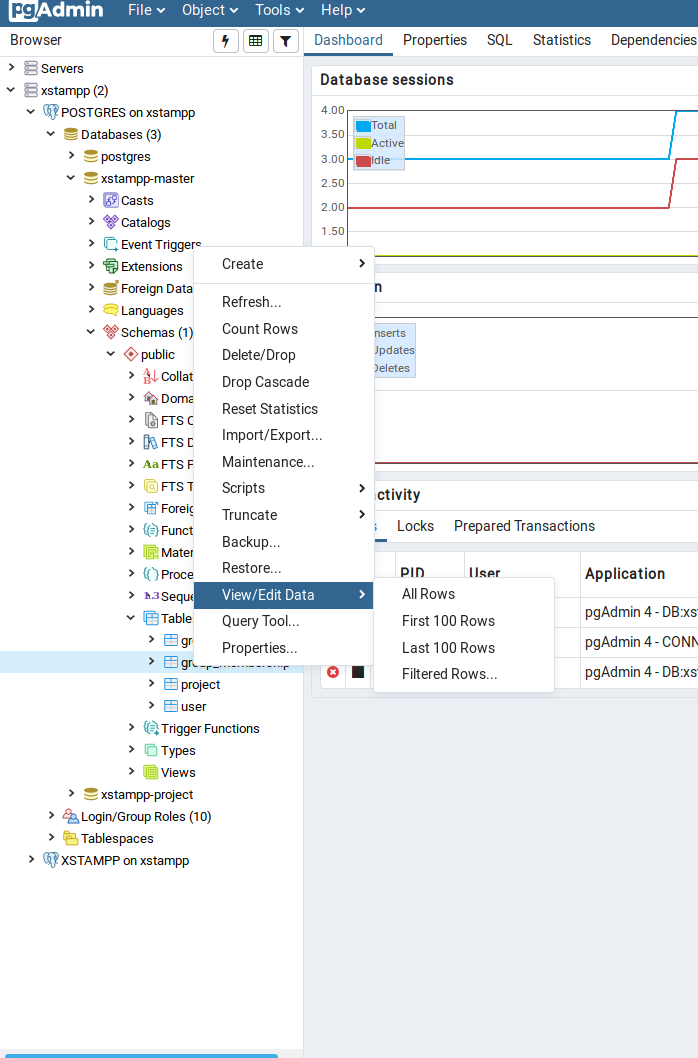 pgAdmin File Object Tools Help
Browser
Dashboard Properties SQL Statistics Dependencies
Servers
xstampp (2)
POSTGRES on xstampp
Databases (3)
postgres
xstampp-master
Casts
Catalogs
Event Triggers
Extensions
Foreign Data
Languages
Schemas (1)
public
Collat
Doma
FTS C
FTS D
FTS P
FTS T
Foreig
Funct
Mater
Proce
Seque
Tables
gr
group_membership
project
user
Trigger Functions
Types
Views
xstampp-project
Login/Group Roles (10)
Tablespaces
XSTAMPP on xstampp
Create
Refresh...
Count Rows
Delete/Drop
Drop Cascade
Reset Statistics
Import/Export...
Maintenance...
Scripts
Truncate
Backup...
Restore...
View/Edit Data
Query Tool...
Properties...
All Rows
First 100 Rows
Last 100 Rows
Filtered Rows...
Database sessions
4.00
3.50
3.00
2.50
2.00
1.50
Total
Active
Idle
n
nserts
Updates
Deletes
ctivity
s Locks Prepared Transactions
PID User Application
pgAdmin 4 - DB:xs
pgAdmin 4 - CONN
pgAdmin 4 - DB:xs